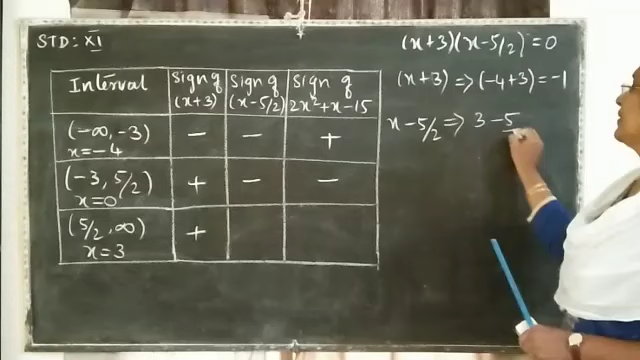 STD: XI
(x+3)(x-5/2)=0
(x+3) => (-4+3) = -1
x-5/2 => 3-5
Interval | Sign of (x+3) | Sign of (x-5/2) | Sign of 2x²+x-15
(-∞,-3) x=-4 | - | - | +
(-3, 5/2) x=0 | + | - | -
(5/2, ∞) x=3 | +